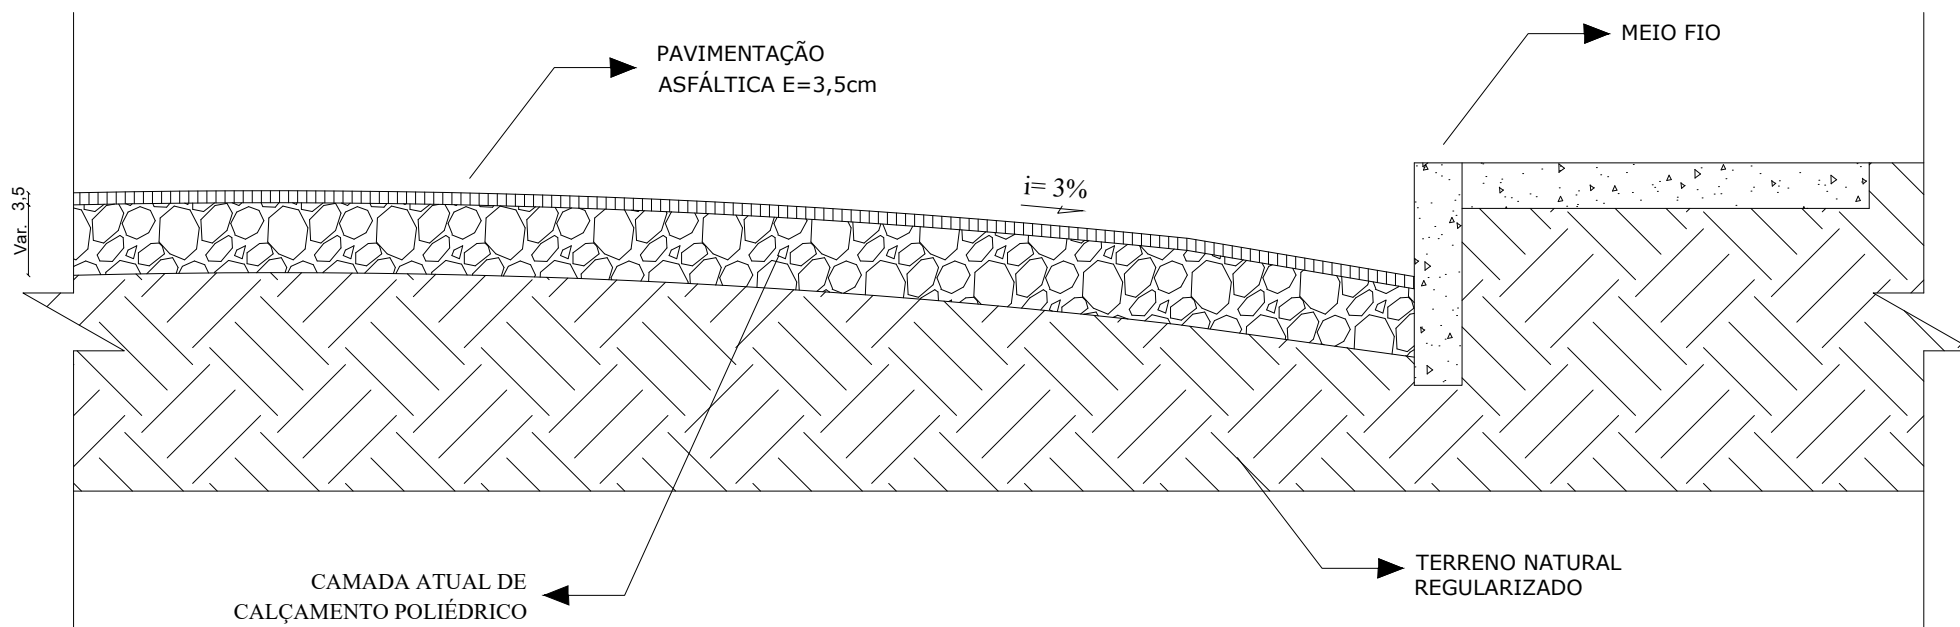 MEIO FIO
PAVIMENTAÇÃO
ASFÁLTICA E=3,5cm
i= 3%
3,5
Var.
TERRENO NATURAL
REGULARIZADO
CAMADA ATUAL DE
CALÇAMENTO POLIÉDRICO